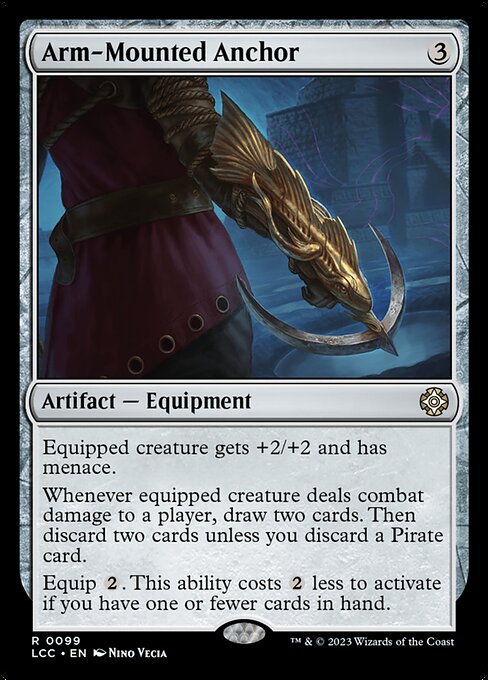 Arm-Mounted Anchor 3
Artifact — Equipment
Equipped creature gets +2/+2 and has
menace.
Whenever equipped creature deals combat
damage to a player, draw two cards. Then
discard two cards unless you discard a Pirate
card.
Equip 2. This ability costs 2 less to activate
if you have one or fewer cards in hand.
R 0099
LCC • EN Nino Vecia
™ & © 2023 Wizards of the Coast